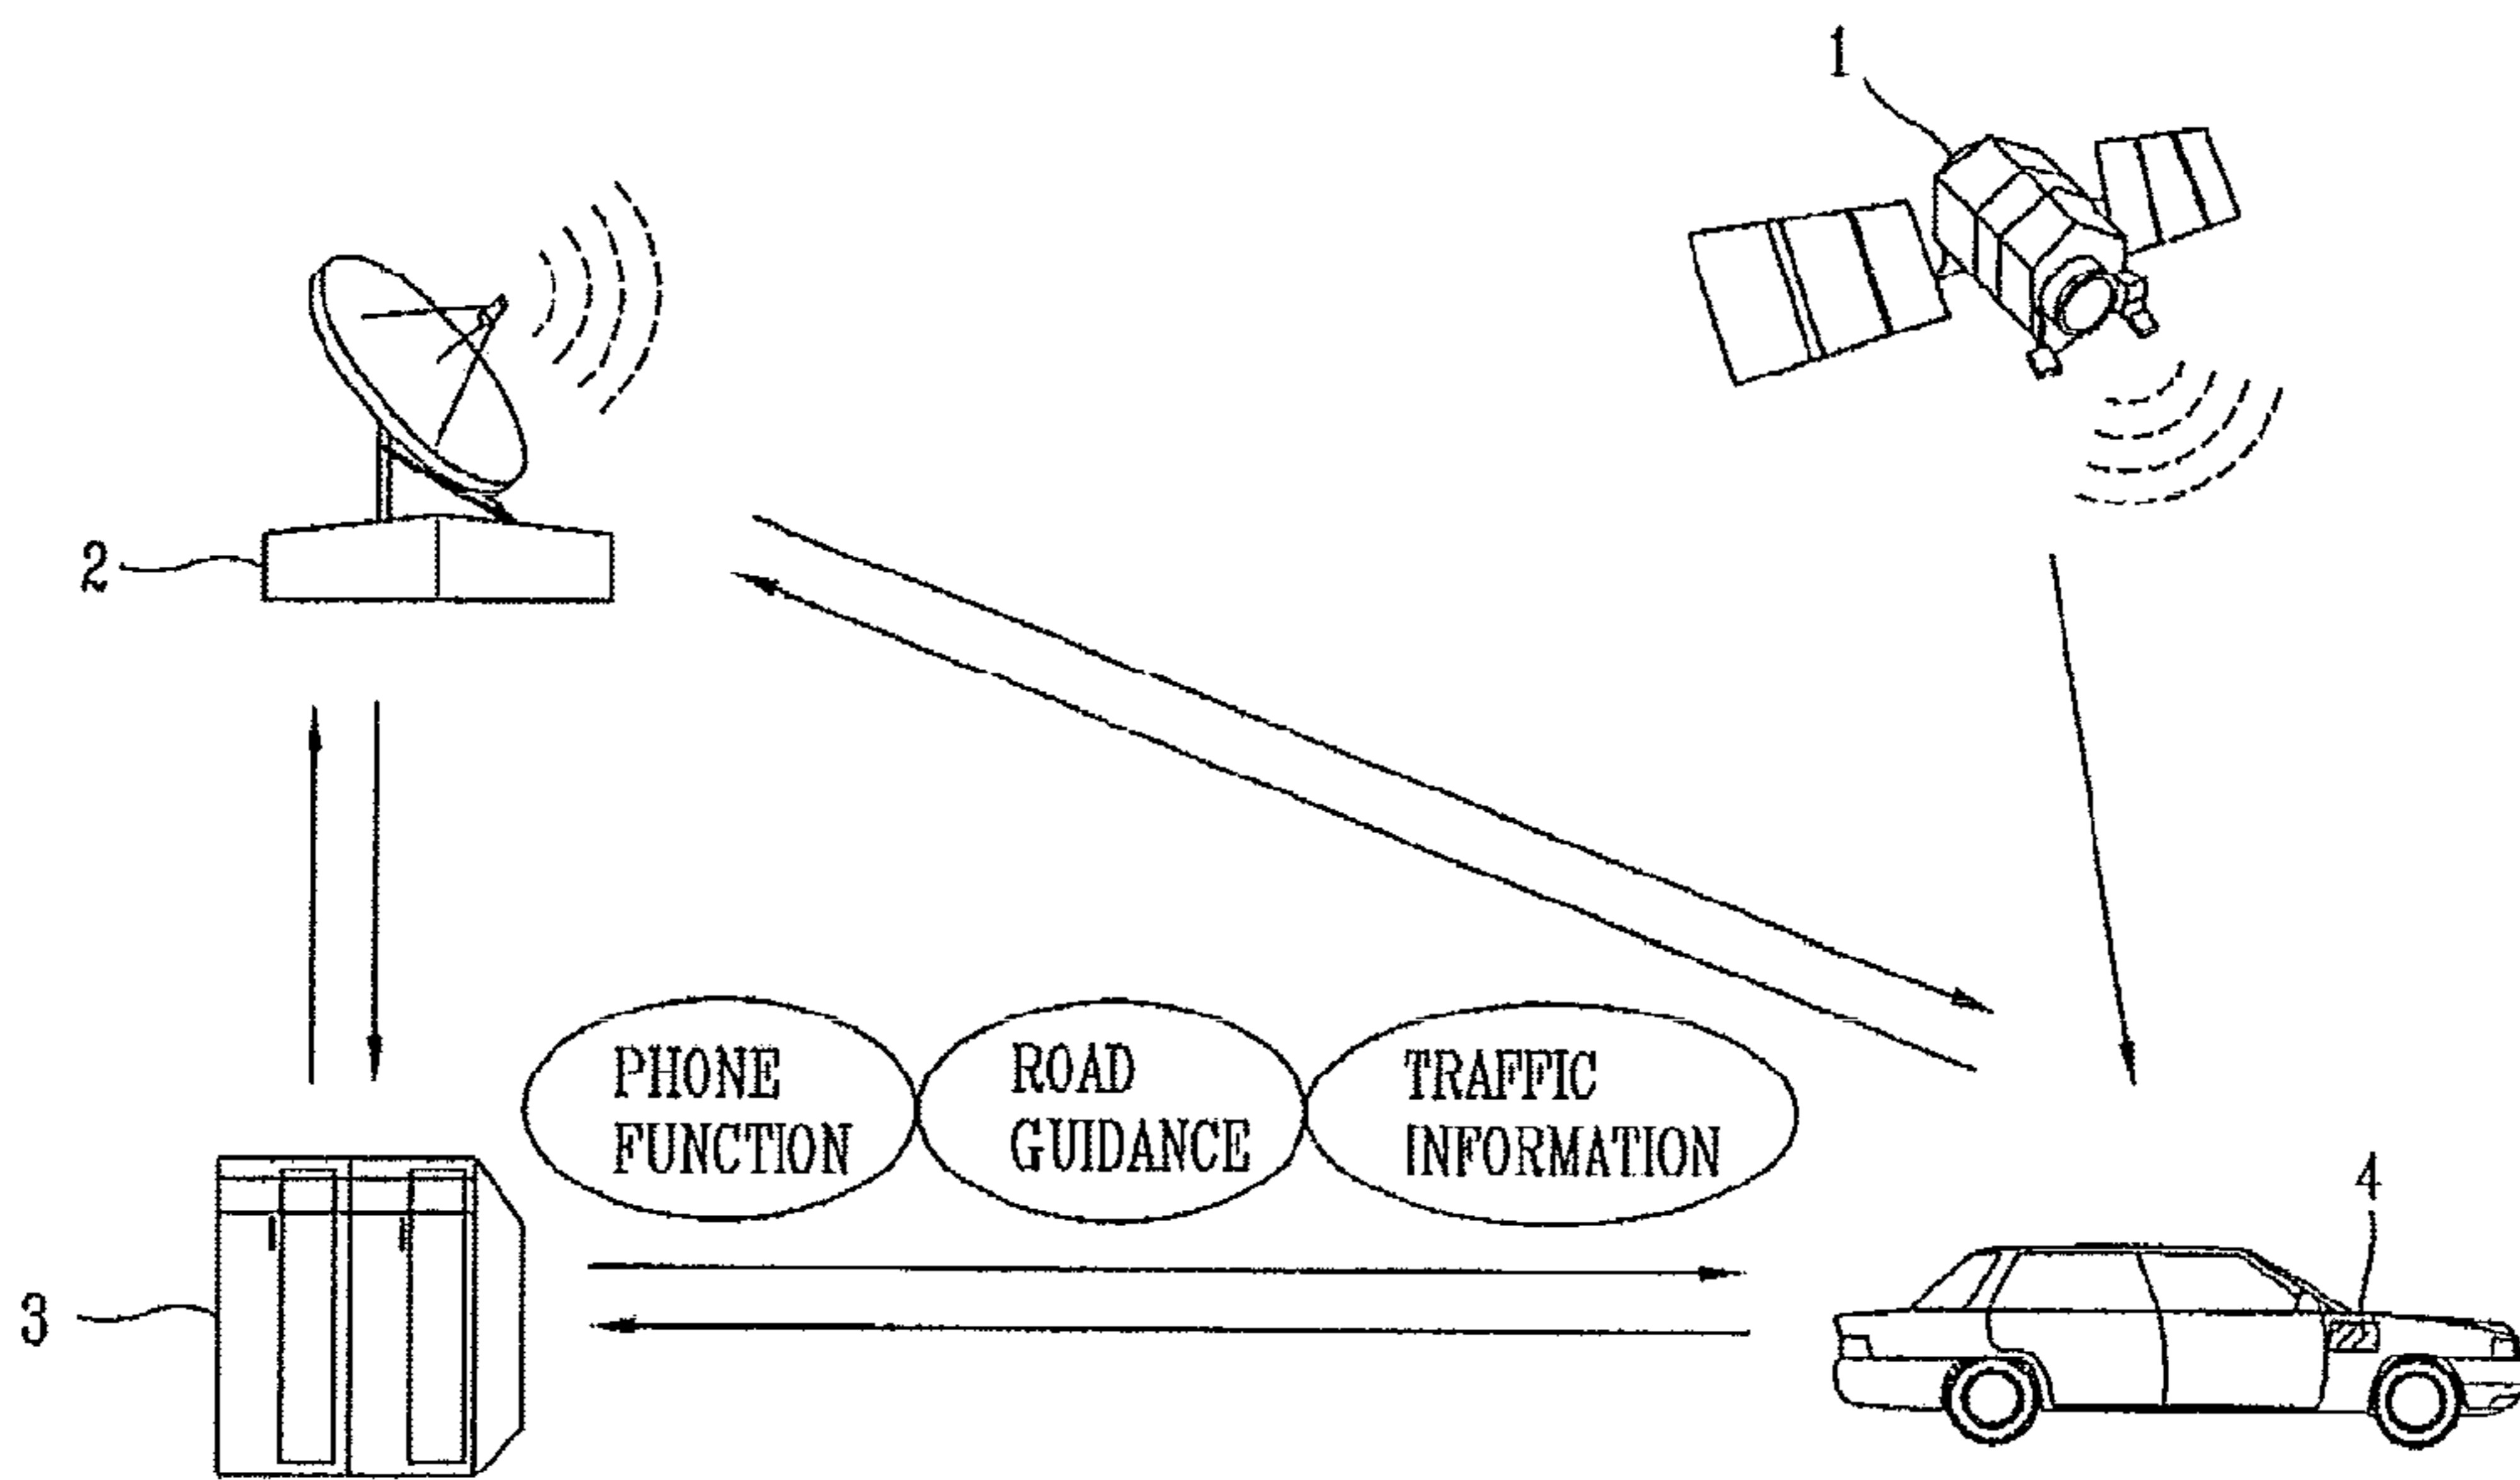 1
2
PHONE
FUNCTION
ROAD
GUIDANCE
TRAFFIC
INFORMATION
4
3